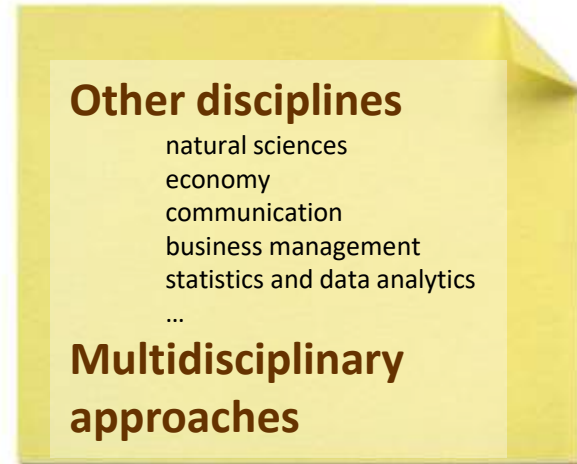 Other disciplines
natural sciences
economy
communication
business management
statistics and data analytics
…
Multidisciplinary
approaches